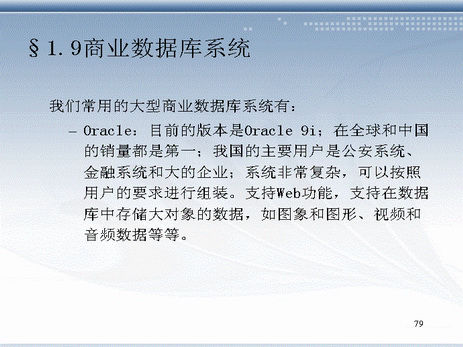 §1.9商业数据库系统
我们常用的大型商业数据库系统有：
– Oracle：目前的版本是Oracle 9i；在全球和中国
的销量都是第一；我国的主要用户是公安系统、
金融系统和大的企业；系统非常复杂，可以按照
用户的要求进行组装。支持Web功能，支持在数据
库中存储大对象的数据，如图象和图形、视频和
音频数据等等。
79